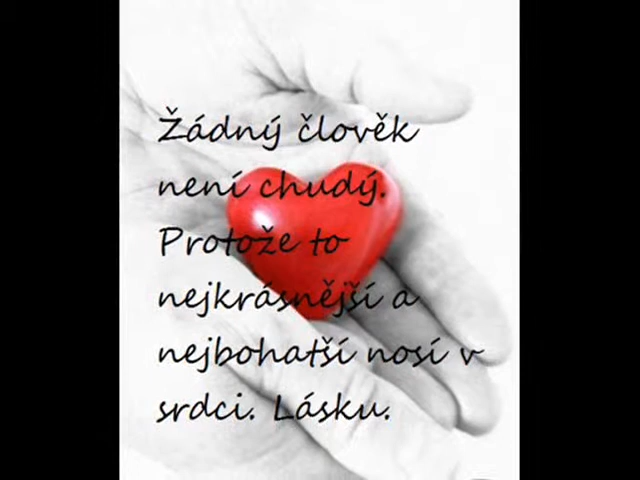 Žádný člověk
není chudý.
Protože to
nejkrásnější a
nejbohatší nosí v
srdci. Lásku.